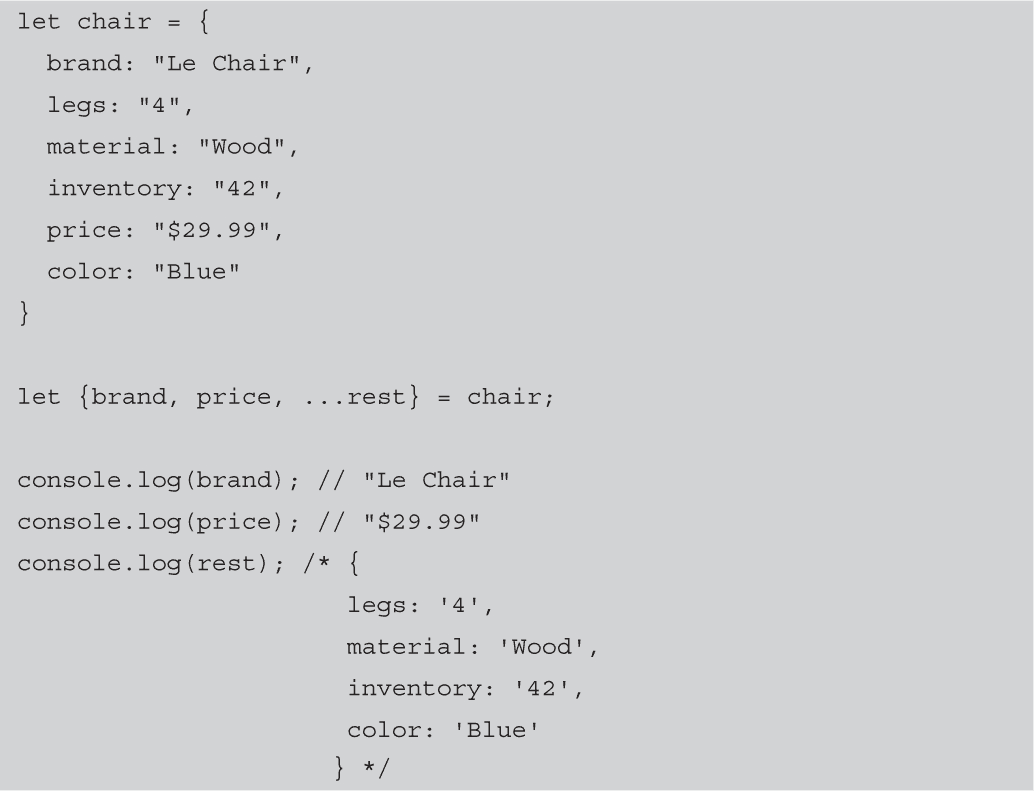 let chair = {
  brand: "Le Chair",
  legs: "4",
  material: "Wood",
  inventory: "42",
  price: "$29.99",
  color: "Blue"
}

let {brand, price, ...rest} = chair;

console.log(brand); // "Le Chair"
console.log(price); // "$29.99"
console.log(rest); /* {
                      legs: '4',
                      material: 'Wood',
                      inventory: '42',
                      color: 'Blue'
                     } */